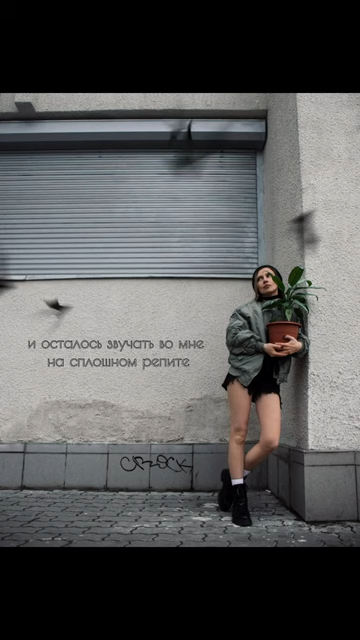 и осталось звучать во мне
на сплошном репите